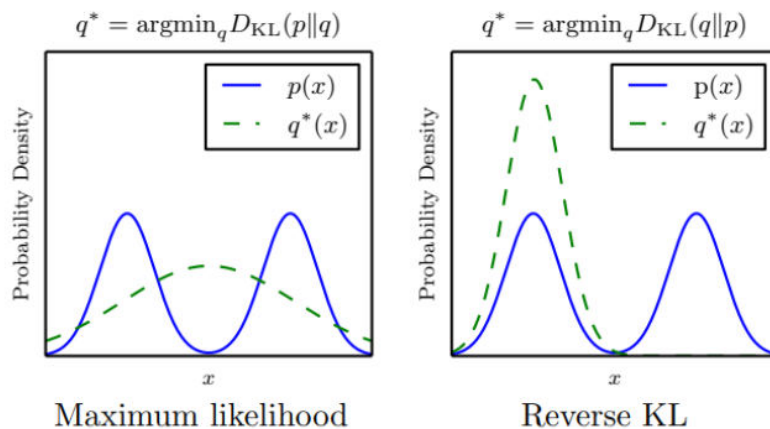 q* = argmin_q D_KL(p‖q)
p(x)
q*(x)
Probability Density
x
Maximum likelihood
q* = argmin_q D_KL(q‖p)
p(x)
q*(x)
Probability Density
x
Reverse KL